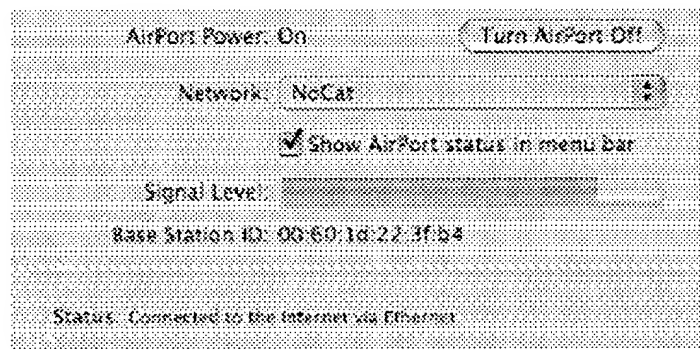 AirPort Power: On Turn AirPort Off
Network: NoCat
Show AirPort status in menu bar
Signal Level:
Base Station ID: 00:60:1d:22:3f:b4
Status: Connected to the Internet via Ethernet